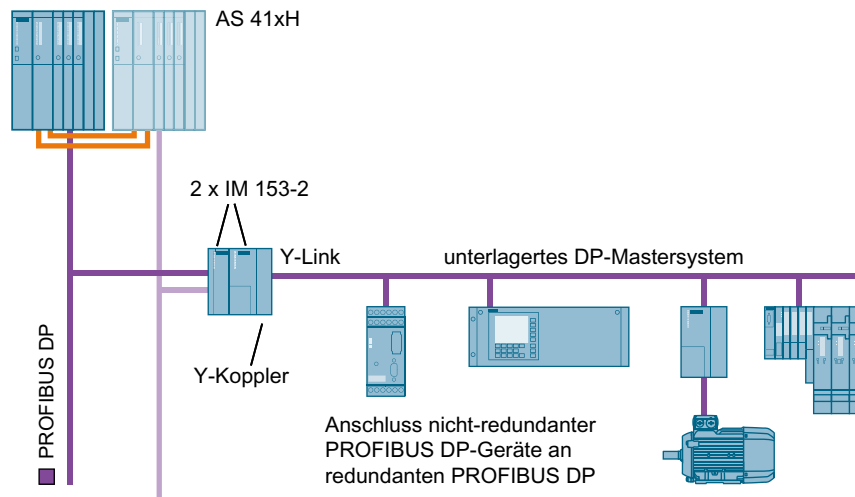 AS 41xH
2 x IM 153-2
Y-Link
unterlagertes DP-Mastersystem
Y-Koppler
PROFIBUS DP
Anschluss nicht-redundanter
PROFIBUS DP-Geräte an
redundanten PROFIBUS DP